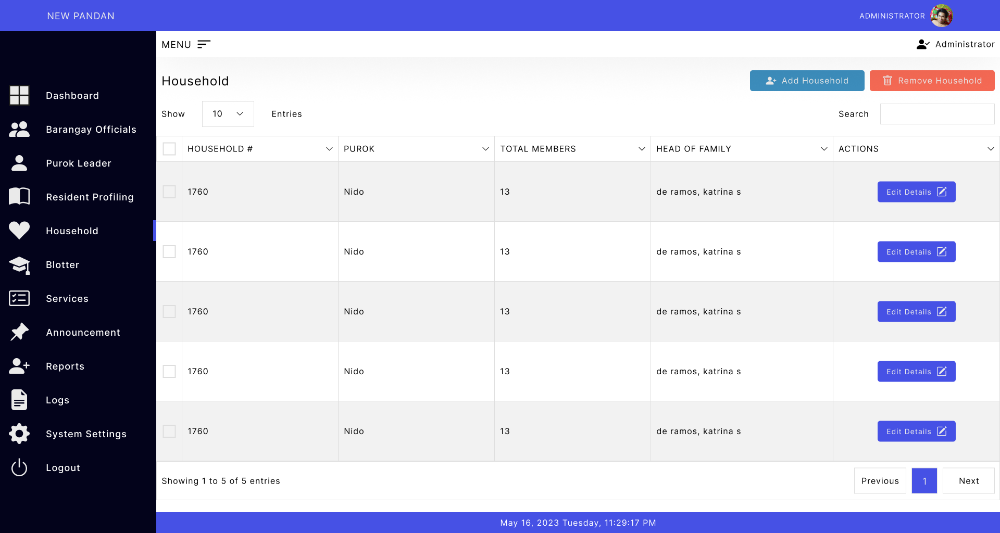 NEW PANDAN
ADMINISTRATOR
MENU
Administrator
Dashboard
Barangay Officials
Purok Leader
Resident Profiling
Household
Blotter
Services
Announcement
Reports
Logs
System Settings
Logout
Household
Add Household
Remove Household
Show 10 Entries
Search
HOUSEHOLD # PUROK TOTAL MEMBERS HEAD OF FAMILY ACTIONS
1760 Nido 13 de ramos, katrina s Edit Details
1760 Nido 13 de ramos, katrina s Edit Details
1760 Nido 13 de ramos, katrina s Edit Details
1760 Nido 13 de ramos, katrina s Edit Details
1760 Nido 13 de ramos, katrina s Edit Details
Showing 1 to 5 of 5 entries
Previous 1 Next
May 16, 2023 Tuesday, 11:29:17 PM